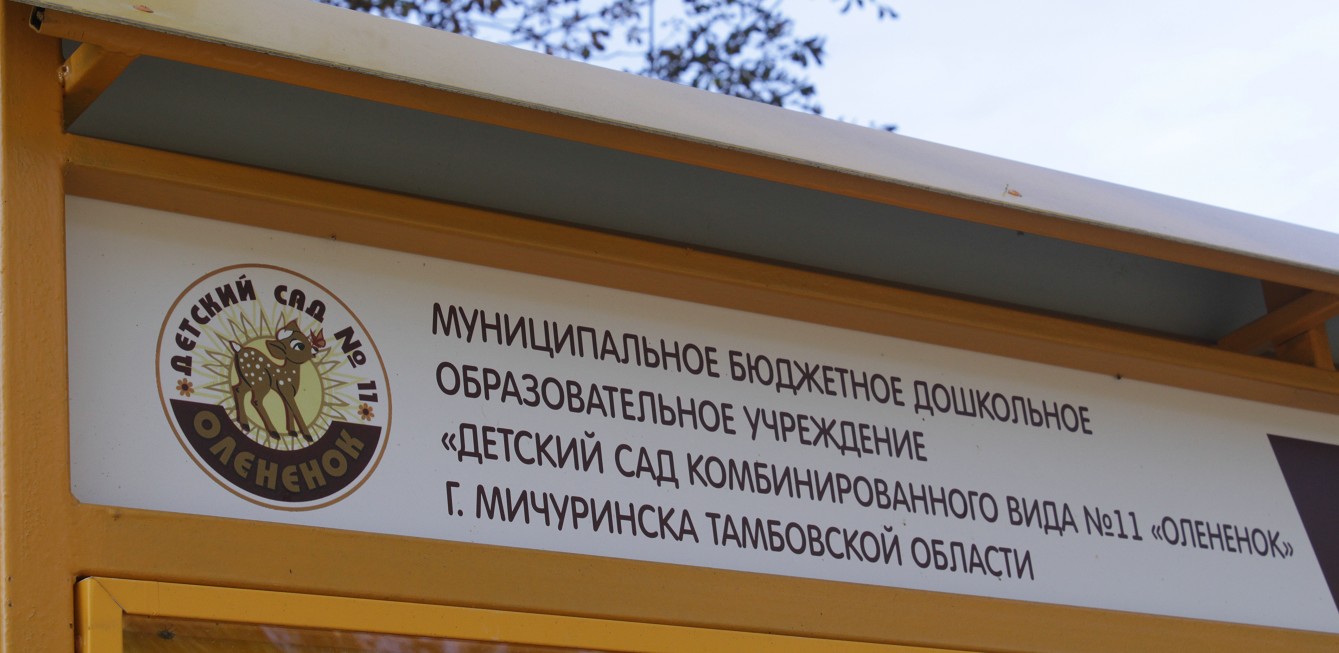 ДЕТСКИЙ САД № 11
ОЛЕНЕНОК
МУНИЦИПАЛЬНОЕ БЮДЖЕТНОЕ ДОШКОЛЬНОЕ
ОБРАЗОВАТЕЛЬНОЕ УЧРЕЖДЕНИЕ
«ДЕТСКИЙ САД КОМБИНИРОВАННОГО ВИДА №11 «ОЛЕНЕНОК»
Г. МИЧУРИНСКА ТАМБОВСКОЙ ОБЛАСТИ